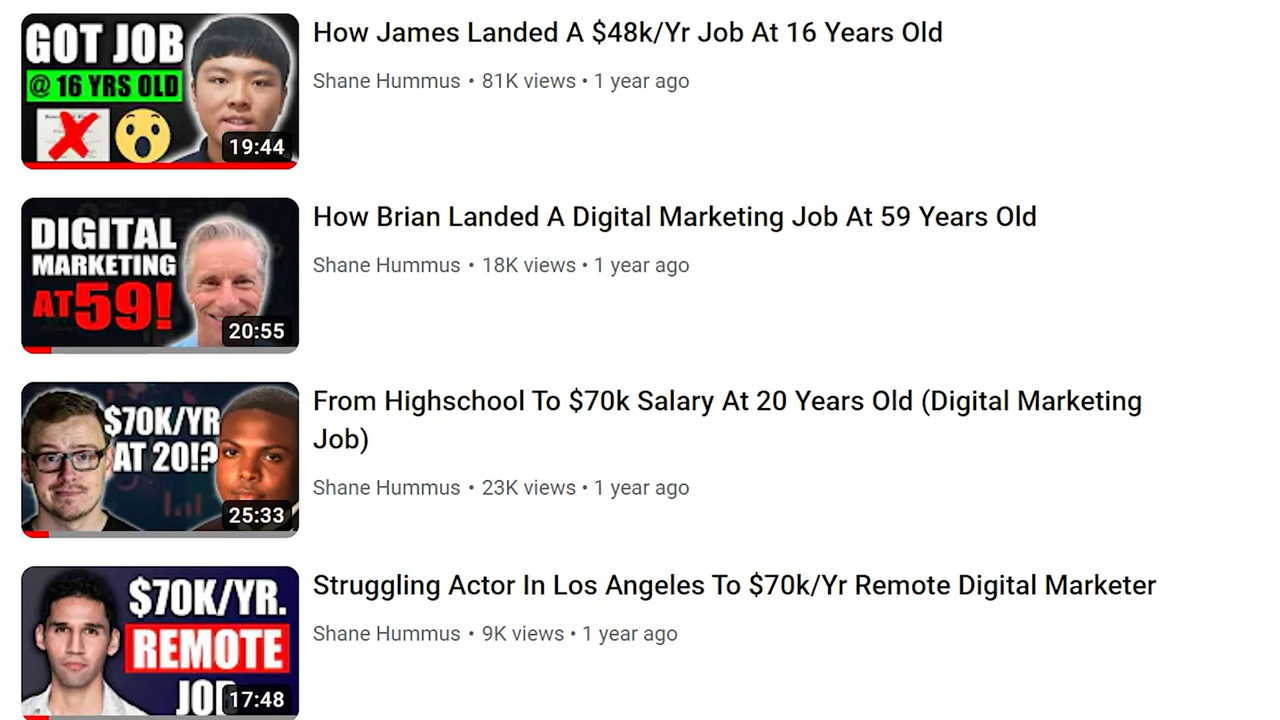 GOT JOB
@ 16 YRS OLD
19:44
How James Landed A $48k/Yr Job At 16 Years Old
Shane Hummus • 81K views • 1 year ago
DIGITAL
MARKETING
AT 59!
20:55
How Brian Landed A Digital Marketing Job At 59 Years Old
Shane Hummus • 18K views • 1 year ago
$70K/YR
AT 20!?
25:33
From Highschool To $70k Salary At 20 Years Old (Digital Marketing
Job)
Shane Hummus • 23K views • 1 year ago
$70K/YR.
REMOTE
17:48
Struggling Actor In Los Angeles To $70k/Yr Remote Digital Marketer
Shane Hummus • 9K views • 1 year ago